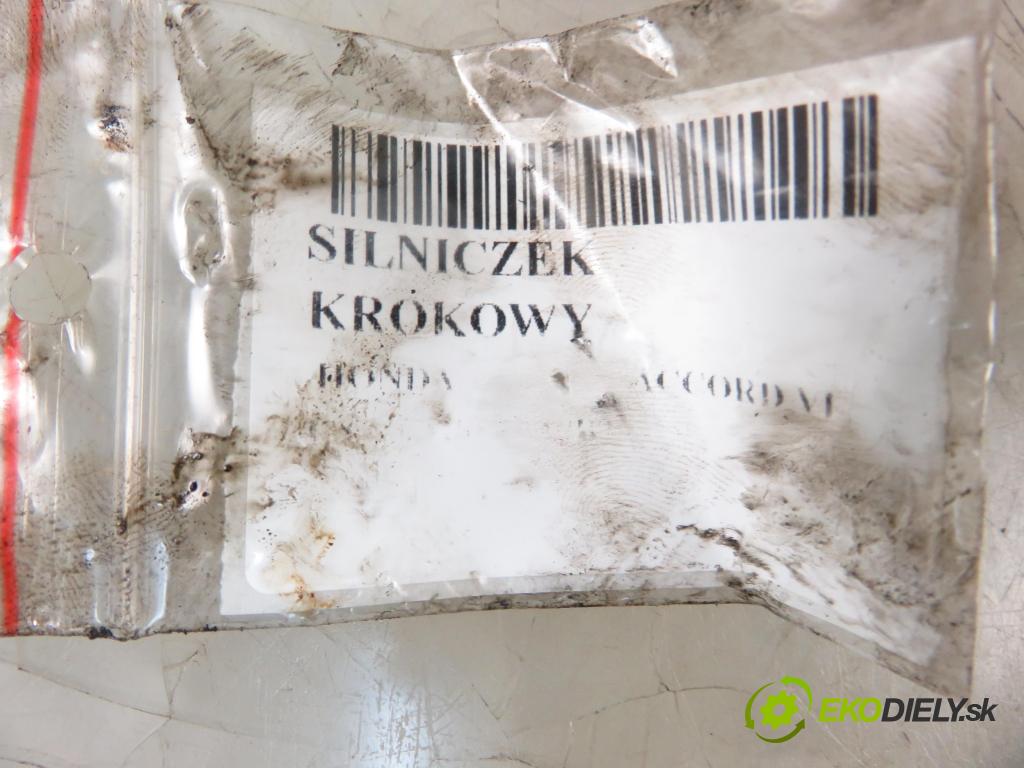 SILNICZEK
KROKOWY
HONDA ACCORD VI
EKODIELY.sk